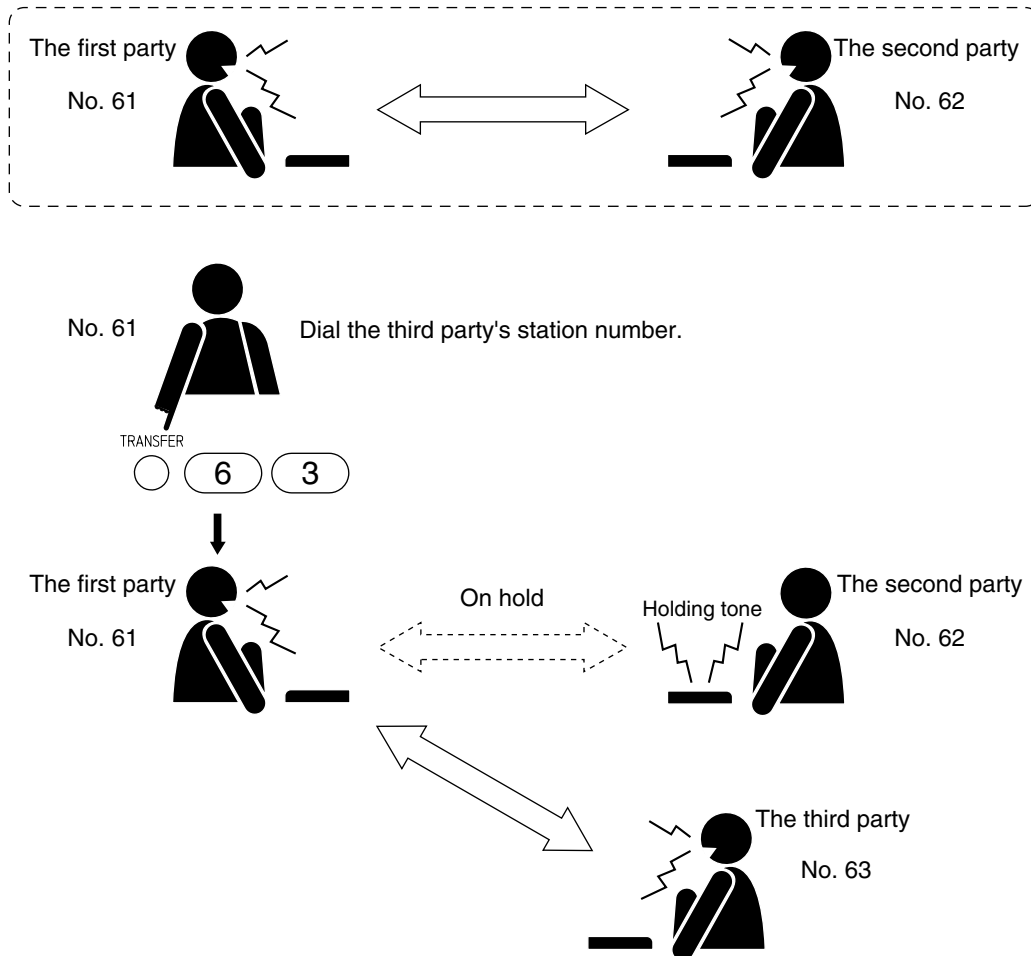 The first party
No. 61
The second party
No. 62
No. 61
Dial the third party's station number.
TRANSFER
6 3
The first party
No. 61
On hold
Holding tone
The second party
No. 62
The third party
No. 63